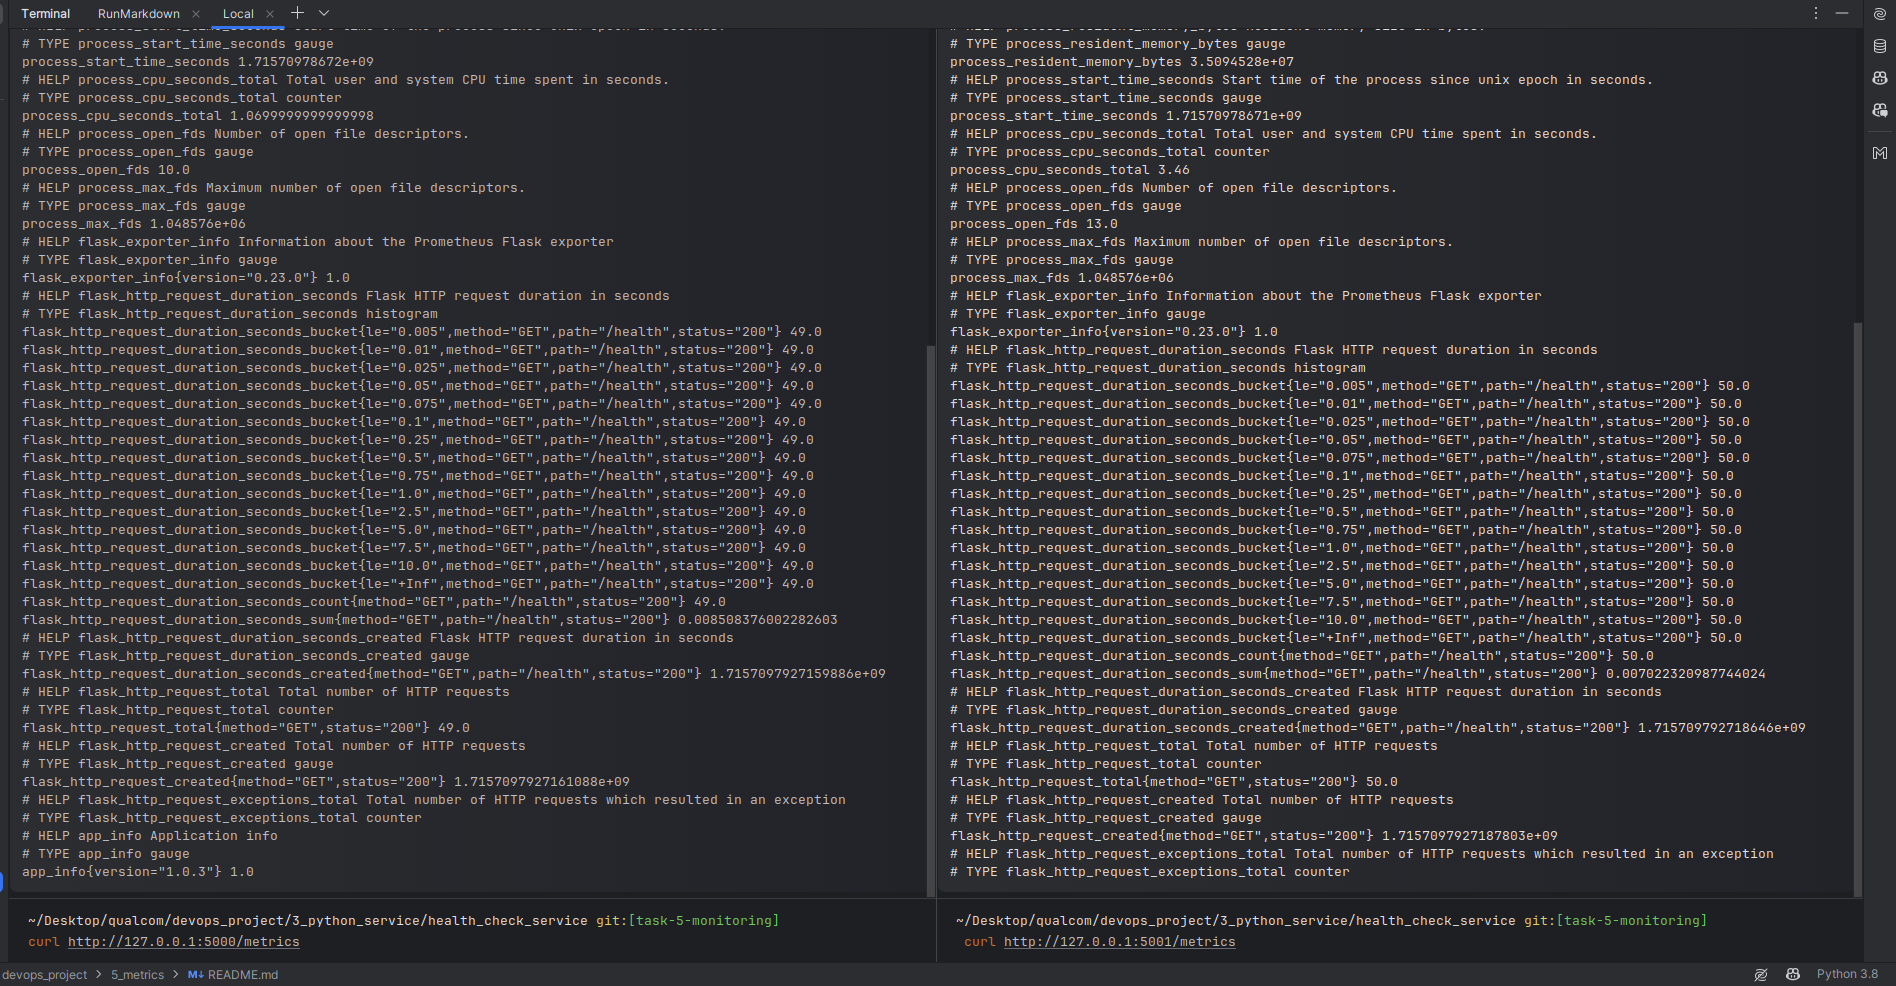 Terminal RunMarkdown Local
# TYPE process_start_time_seconds gauge
process_start_time_seconds 1.71570978672e+09
# HELP process_cpu_seconds_total Total user and system CPU time spent in seconds.
# TYPE process_cpu_seconds_total counter
process_cpu_seconds_total 1.0699999999999998
# HELP process_open_fds Number of open file descriptors.
# TYPE process_open_fds gauge
process_open_fds 10.0
# HELP process_max_fds Maximum number of open file descriptors.
# TYPE process_max_fds gauge
process_max_fds 1.048576e+06
# HELP flask_exporter_info Information about the Prometheus Flask exporter
# TYPE flask_exporter_info gauge
flask_exporter_info{version="0.23.0"} 1.0
# HELP flask_http_request_duration_seconds Flask HTTP request duration in seconds
# TYPE flask_http_request_duration_seconds histogram
flask_http_request_duration_seconds_bucket{le="0.005",method="GET",path="/health",status="200"} 49.0
flask_http_request_duration_seconds_bucket{le="0.01",method="GET",path="/health",status="200"} 49.0
flask_http_request_duration_seconds_bucket{le="0.025",method="GET",path="/health",status="200"} 49.0
flask_http_request_duration_seconds_bucket{le="0.05",method="GET",path="/health",status="200"} 49.0
flask_http_request_duration_seconds_bucket{le="0.075",method="GET",path="/health",status="200"} 49.0
flask_http_request_duration_seconds_bucket{le="0.1",method="GET",path="/health",status="200"} 49.0
flask_http_request_duration_seconds_bucket{le="0.25",method="GET",path="/health",status="200"} 49.0
flask_http_request_duration_seconds_bucket{le="0.5",method="GET",path="/health",status="200"} 49.0
flask_http_request_duration_seconds_bucket{le="0.75",method="GET",path="/health",status="200"} 49.0
flask_http_request_duration_seconds_bucket{le="1.0",method="GET",path="/health",status="200"} 49.0
flask_http_request_duration_seconds_bucket{le="2.5",method="GET",path="/health",status="200"} 49.0
flask_http_request_duration_seconds_bucket{le="5.0",method="GET",path="/health",status="200"} 49.0
flask_http_request_duration_seconds_bucket{le="7.5",method="GET",path="/health",status="200"} 49.0
flask_http_request_duration_seconds_bucket{le="10.0",method="GET",path="/health",status="200"} 49.0
flask_http_request_duration_seconds_bucket{le="+Inf",method="GET",path="/health",status="200"} 49.0
flask_http_request_duration_seconds_count{method="GET",path="/health",status="200"} 49.0
flask_http_request_duration_seconds_sum{method="GET",path="/health",status="200"} 0.008508376002282603
# HELP flask_http_request_duration_seconds_created Flask HTTP request duration in seconds
# TYPE flask_http_request_duration_seconds_created gauge
flask_http_request_duration_seconds_created{method="GET",path="/health",status="200"} 1.7157097927159886e+09
# HELP flask_http_request_total Total number of HTTP requests
# TYPE flask_http_request_total counter
flask_http_request_total{method="GET",status="200"} 49.0
# HELP flask_http_request_created Total number of HTTP requests
# TYPE flask_http_request_created gauge
flask_http_request_created{method="GET",status="200"} 1.7157097927161088e+09
# HELP flask_http_request_exceptions_total Total number of HTTP requests which resulted in an exception
# TYPE flask_http_request_exceptions_total counter
# HELP app_info Application info
# TYPE app_info gauge
app_info{version="1.0.3"} 1.0
~/Desktop/qualcom/devops_project/3_python_service/health_check_service git:[task-5-monitoring]
curl http://127.0.0.1:5000/metrics
# TYPE process_resident_memory_bytes gauge
process_resident_memory_bytes 3.5094528e+07
# HELP process_start_time_seconds Start time of the process since unix epoch in seconds.
# TYPE process_start_time_seconds gauge
process_start_time_seconds 1.71570978671e+09
# HELP process_cpu_seconds_total Total user and system CPU time spent in seconds.
# TYPE process_cpu_seconds_total counter
process_cpu_seconds_total 3.46
# HELP process_open_fds Number of open file descriptors.
# TYPE process_open_fds gauge
process_open_fds 13.0
# HELP process_max_fds Maximum number of open file descriptors.
# TYPE process_max_fds gauge
process_max_fds 1.048576e+06
# HELP flask_exporter_info Information about the Prometheus Flask exporter
# TYPE flask_exporter_info gauge
flask_exporter_info{version="0.23.0"} 1.0
# HELP flask_http_request_duration_seconds Flask HTTP request duration in seconds
# TYPE flask_http_request_duration_seconds histogram
flask_http_request_duration_seconds_bucket{le="0.005",method="GET",path="/health",status="200"} 50.0
flask_http_request_duration_seconds_bucket{le="0.01",method="GET",path="/health",status="200"} 50.0
flask_http_request_duration_seconds_bucket{le="0.025",method="GET",path="/health",status="200"} 50.0
flask_http_request_duration_seconds_bucket{le="0.05",method="GET",path="/health",status="200"} 50.0
flask_http_request_duration_seconds_bucket{le="0.075",method="GET",path="/health",status="200"} 50.0
flask_http_request_duration_seconds_bucket{le="0.1",method="GET",path="/health",status="200"} 50.0
flask_http_request_duration_seconds_bucket{le="0.25",method="GET",path="/health",status="200"} 50.0
flask_http_request_duration_seconds_bucket{le="0.5",method="GET",path="/health",status="200"} 50.0
flask_http_request_duration_seconds_bucket{le="0.75",method="GET",path="/health",status="200"} 50.0
flask_http_request_duration_seconds_bucket{le="1.0",method="GET",path="/health",status="200"} 50.0
flask_http_request_duration_seconds_bucket{le="2.5",method="GET",path="/health",status="200"} 50.0
flask_http_request_duration_seconds_bucket{le="5.0",method="GET",path="/health",status="200"} 50.0
flask_http_request_duration_seconds_bucket{le="7.5",method="GET",path="/health",status="200"} 50.0
flask_http_request_duration_seconds_bucket{le="10.0",method="GET",path="/health",status="200"} 50.0
flask_http_request_duration_seconds_bucket{le="+Inf",method="GET",path="/health",status="200"} 50.0
flask_http_request_duration_seconds_count{method="GET",path="/health",status="200"} 50.0
flask_http_request_duration_seconds_sum{method="GET",path="/health",status="200"} 0.007022320987744024
# HELP flask_http_request_duration_seconds_created Flask HTTP request duration in seconds
# TYPE flask_http_request_duration_seconds_created gauge
flask_http_request_duration_seconds_created{method="GET",path="/health",status="200"} 1.715709792718646e+09
# HELP flask_http_request_total Total number of HTTP requests
# TYPE flask_http_request_total counter
flask_http_request_total{method="GET",status="200"} 50.0
# HELP flask_http_request_created Total number of HTTP requests
# TYPE flask_http_request_created gauge
flask_http_request_created{method="GET",status="200"} 1.7157097927187803e+09
# HELP flask_http_request_exceptions_total Total number of HTTP requests which resulted in an exception
# TYPE flask_http_request_exceptions_total counter
~/Desktop/qualcom/devops_project/3_python_service/health_check_service git:[task-5-monitoring]
curl http://127.0.0.1:5001/metrics
devops_project > 5_metrics > M↓ README.md Python 3.8